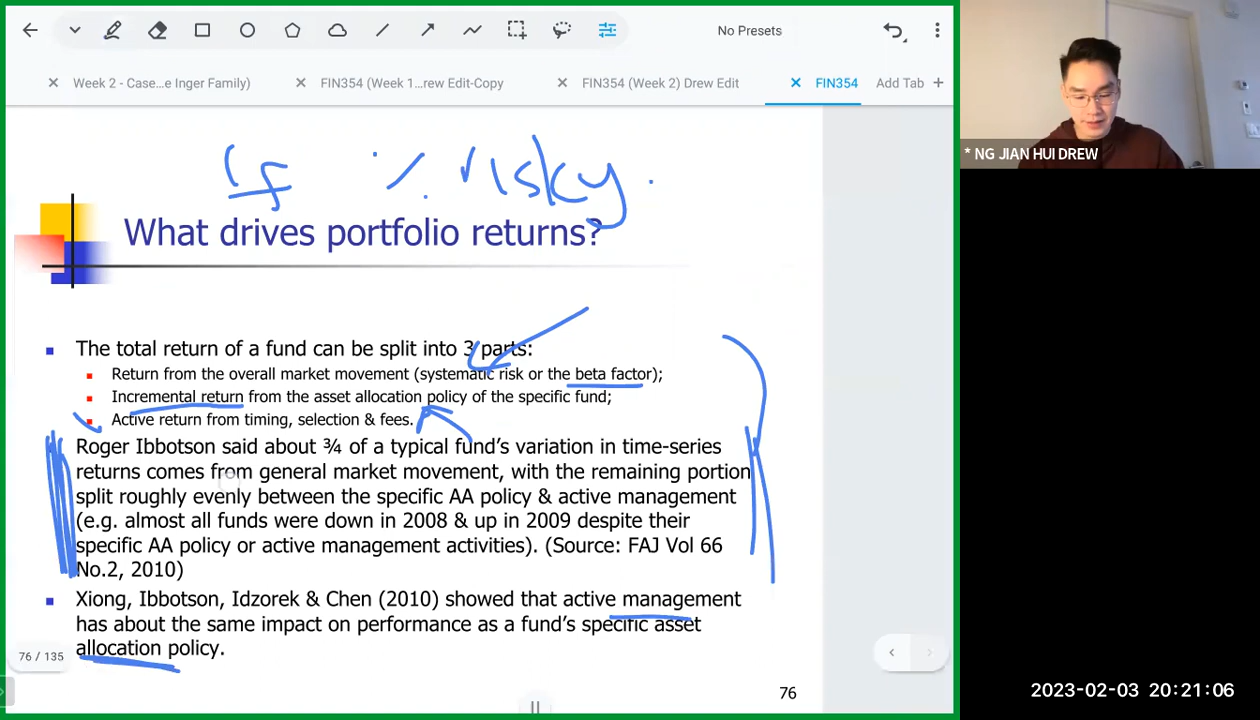 No Presets
Week 2 - Case...e Inger Family)
FIN354 (Week 1...rew Edit-Copy
FIN354 (Week 2) Drew Edit
FIN354
Add Tab
* NG JIAN HUI DREW
If % risky.
What drives portfolio returns?
The total return of a fund can be split into 3 parts:
Return from the overall market movement (systematic risk or the beta factor);
Incremental return from the asset allocation policy of the specific fund;
Active return from timing, selection & fees.
Roger Ibbotson said about ¾ of a typical fund's variation in time-series
returns comes from general market movement, with the remaining portion
split roughly evenly between the specific AA policy & active management
(e.g. almost all funds were down in 2008 & up in 2009 despite their
specific AA policy or active management activities). (Source: FAJ Vol 66
No.2, 2010)
Xiong, Ibbotson, Idzorek & Chen (2010) showed that active management
has about the same impact on performance as a fund's specific asset
allocation policy.
76 / 135
76
2023-02-03 20:21:06